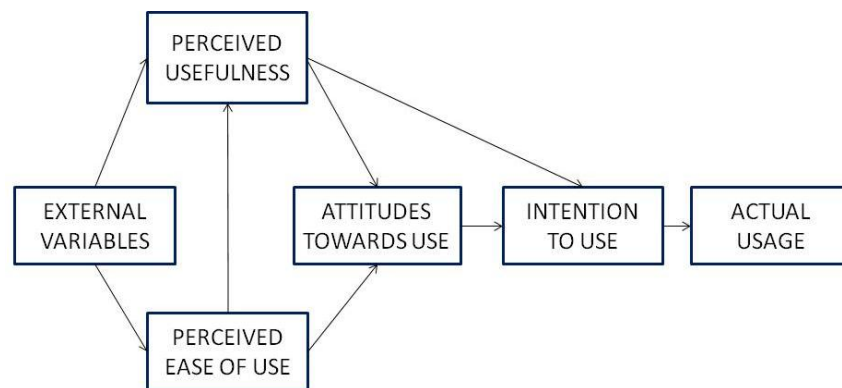 PERCEIVED
USEFULNESS
EXTERNAL
VARIABLES
ATTITUDES
TOWARDS USE
INTENTION
TO USE
ACTUAL
USAGE
PERCEIVED
EASE OF USE